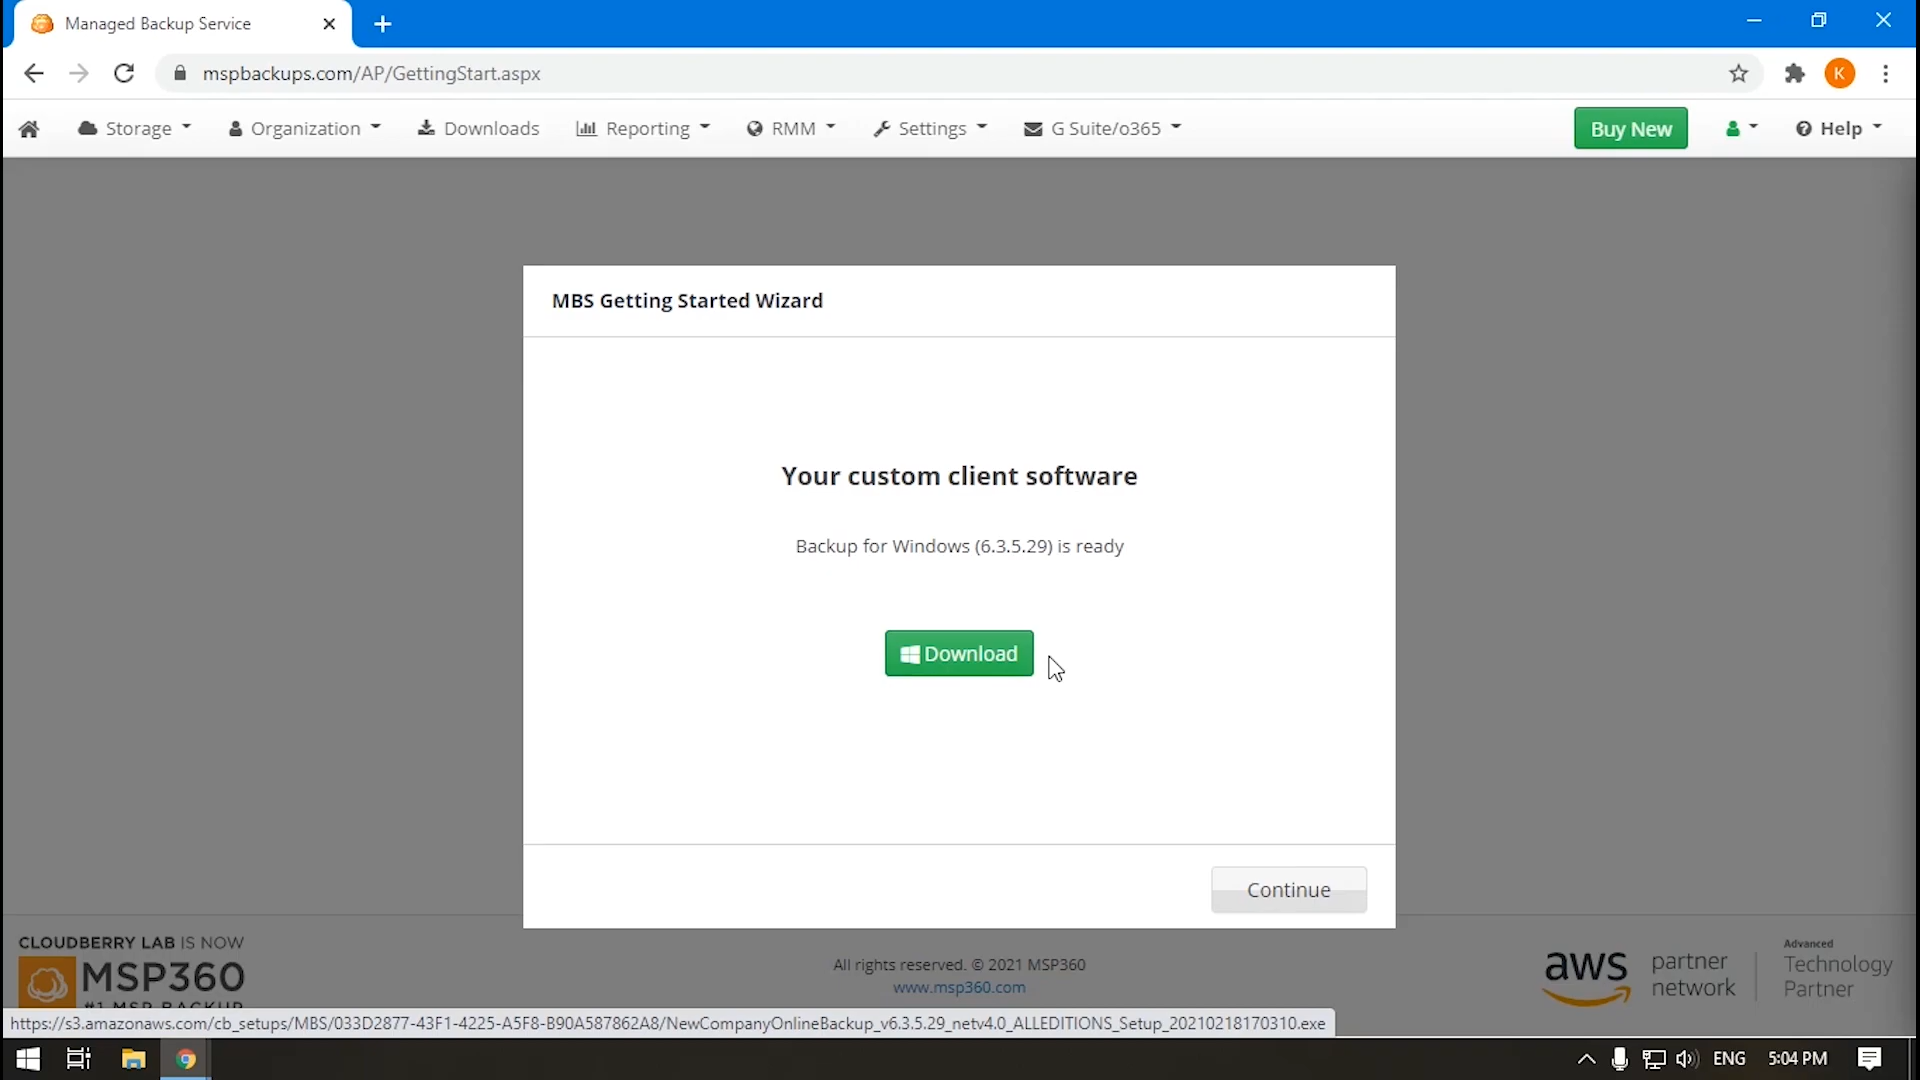 Managed Backup Service
mspbackups.com/AP/GettingStart.aspx
K
Storage
Organization
Downloads
Reporting
RMM
Settings
G Suite/o365
Buy New
Help
MBS Getting Started Wizard
Your custom client software
Backup for Windows (6.3.5.29) is ready
Download
Continue
CLOUDBERRY LAB IS NOW
MSP360
#1 MSP BACKUP
All rights reserved. © 2021 MSP360
www.msp360.com
aws
partner
network
Advanced
Technology
Partner
https://s3.amazonaws.com/cb_setups/MBS/033D2877-43F1-4225-A5F8-B90A587862A8/NewCompanyOnlineBackup_v6.3.5.29_netv4.0_ALLEDITIONS_Setup_20210218170310.exe
ENG
5:04 PM